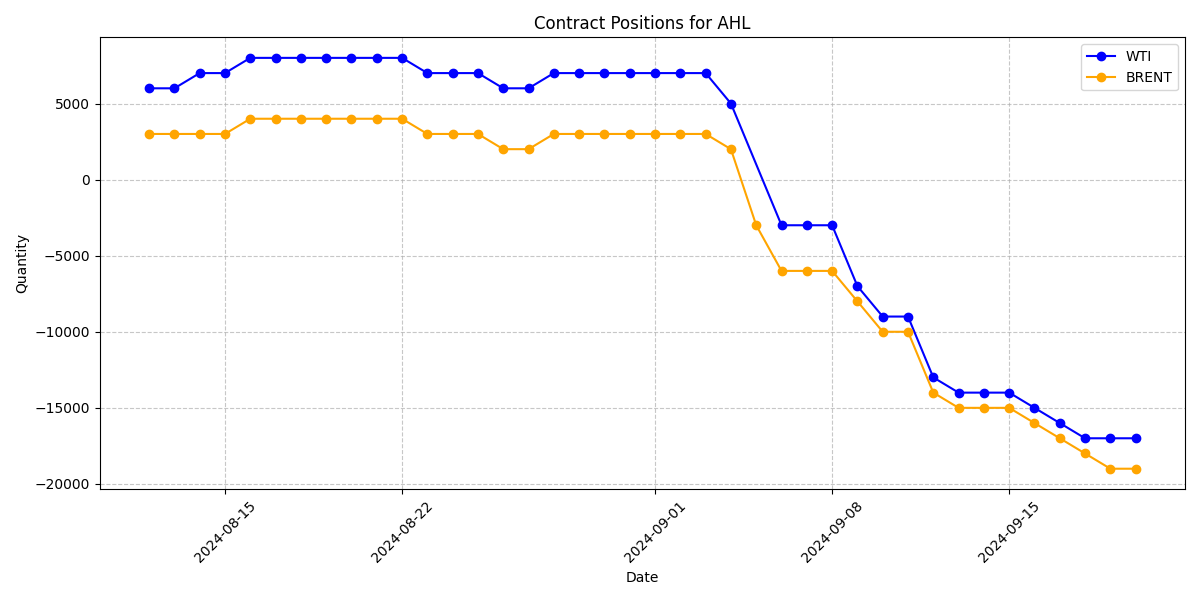 Contract Positions for AHL
WTI
BRENT
5000
0
−5000
−10000
−15000
−20000
Quantity
2024-08-15
2024-08-22
2024-09-01
2024-09-08
2024-09-15
Date